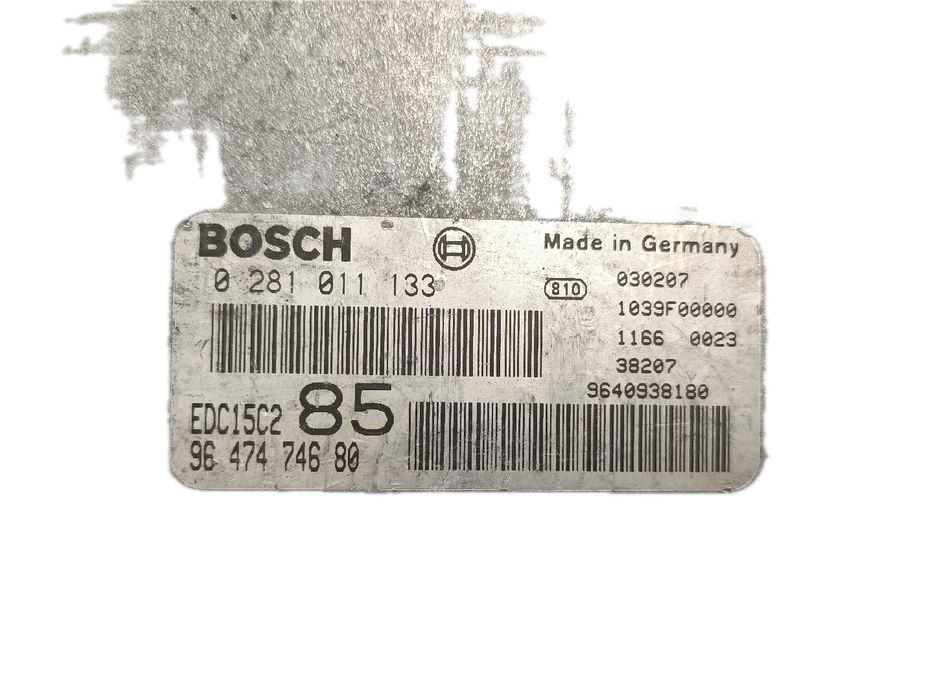 BOSCH
Made in Germany
0 281 011 133
810
030207
1039F00000
1166 0023
38207
9640938180
EDC15C2 85
96 474 746 80